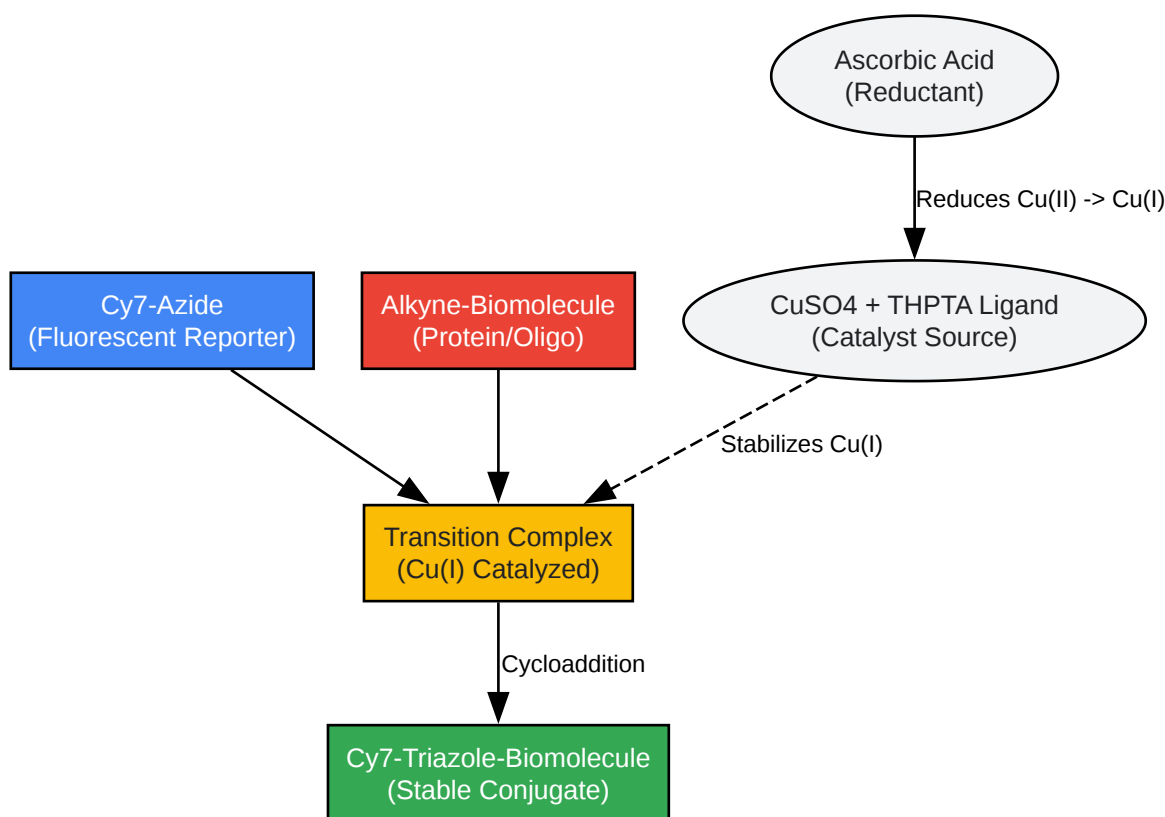 Ascorbic Acid
(Reductant)
Reduces Cu(II) -> Cu(I)
Cy7-Azide
(Fluorescent Reporter)
Alkyne-Biomolecule
(Protein/Oligo)
CuSO4 + THPTA Ligand
(Catalyst Source)
Stabilizes Cu(I)
Transition Complex
(Cu(I) Catalyzed)
Cycloaddition
Cy7-Triazole-Biomolecule
(Stable Conjugate)